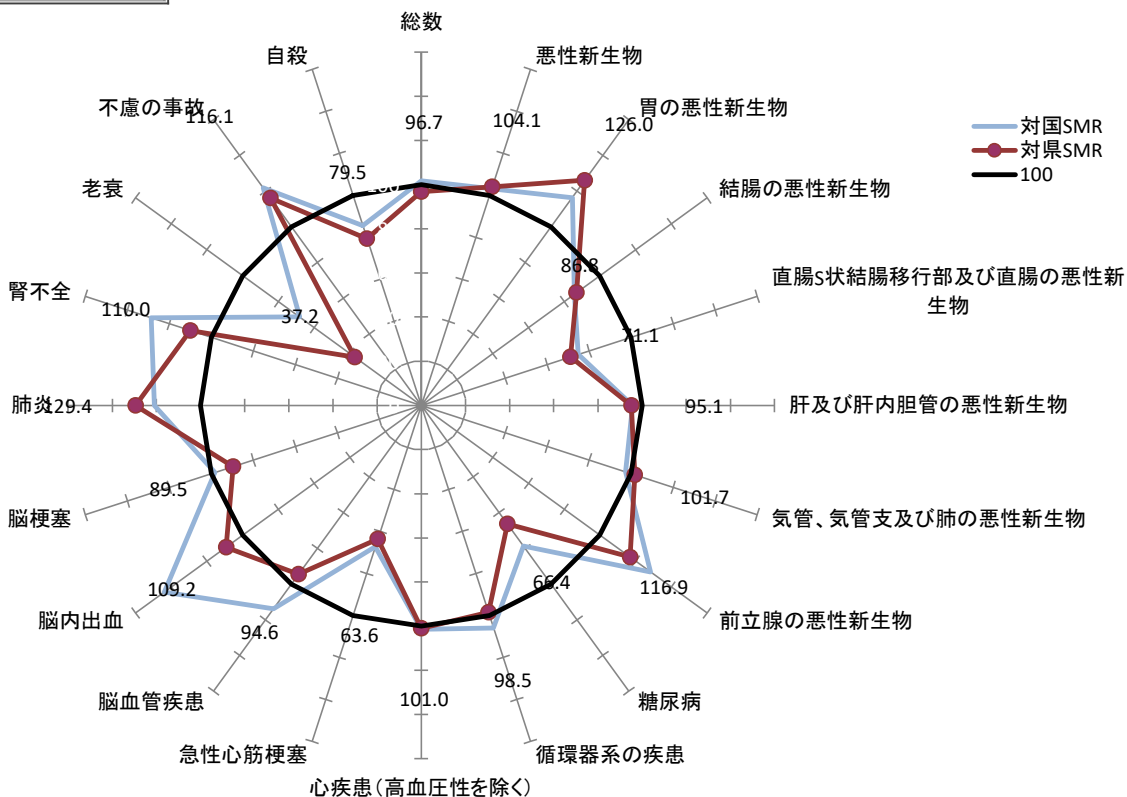 総数
自殺
悪性新生物
不慮の事故
116.1
96.7
104.1
胃の悪性新生物
126.0
対国SMR
対県SMR
100
老衰
79.5
結腸の悪性新生物
86.8
直腸S状結腸移行部及び直腸の悪性新
生物
腎不全
110.0
37.2
71.1
肺炎
129.4
95.1
肝及び肝内胆管の悪性新生物
脳梗塞
89.5
101.7
気管、気管支及び肺の悪性新生物
脳内出血
109.2
66.4
116.9
前立腺の悪性新生物
94.6
63.6
脳血管疾患
101.0
98.5
糖尿病
急性心筋梗塞
循環器系の疾患
心疾患(高血圧性を除く)